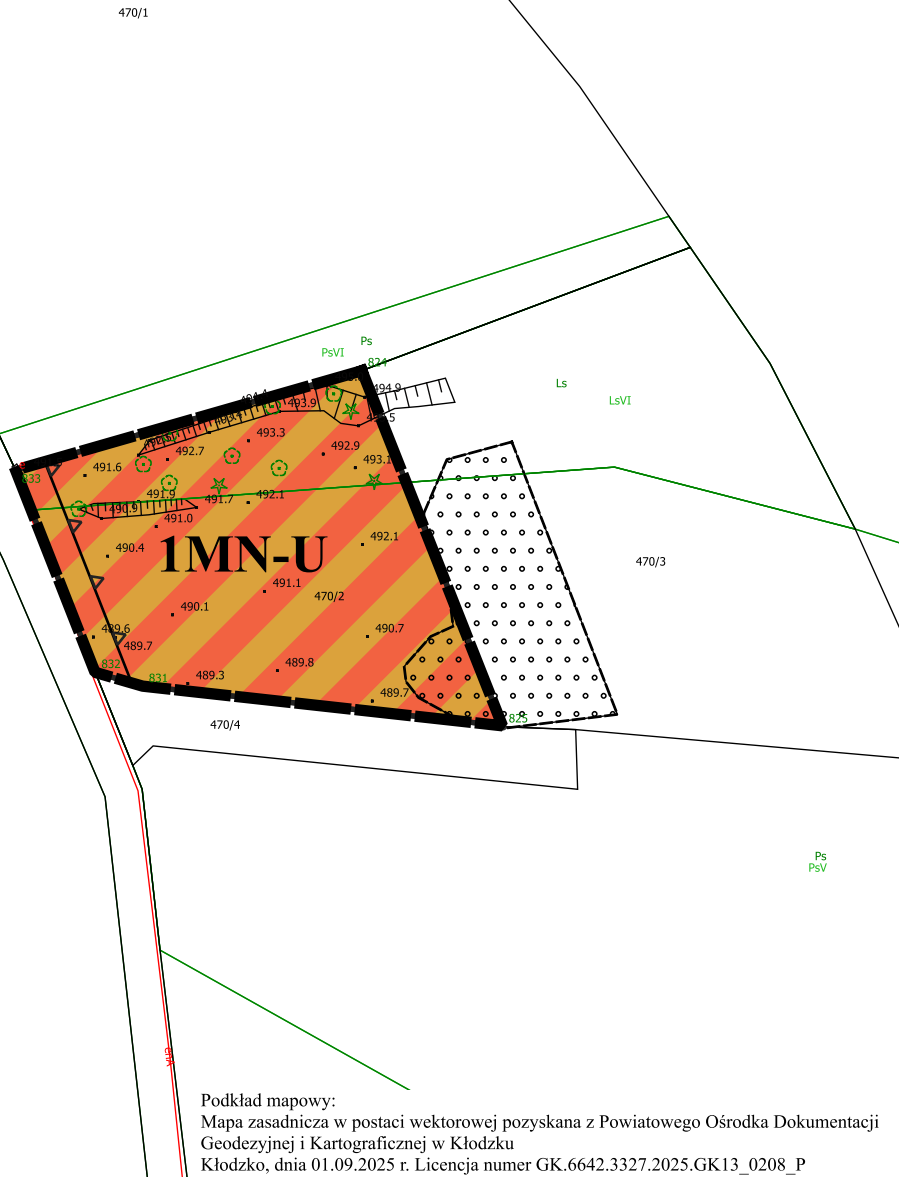 470/1
Ps
PsVI
824
Ls
494.9
LsVI
493.9
493.3
492.9
492.7
493.1
491.6
833
491.9
491.7
492.1
490.9
491.0
492.1
490.4
1MN-U
470/3
491.1
470/2
490.1
489.6
490.7
489.7
832
489.8
831
489.3
489.7
825
470/4
Ps
PsV
eNA
Podkład mapowy:
Mapa zasadnicza w postaci wektorowej pozyskana z Powiatowego Ośrodka Dokumentacji
Geodezyjnej i Kartograficznej w Kłodzku
Kłodzko, dnia 01.09.2025 r. Licencja numer GK.6642.3327.2025.GK13_0208_P